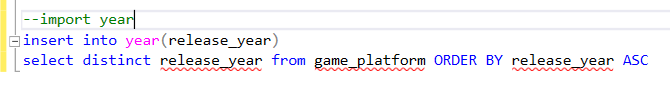 --import year
insert into year(release_year)
select distinct release_year from game_platform ORDER BY release_year ASC